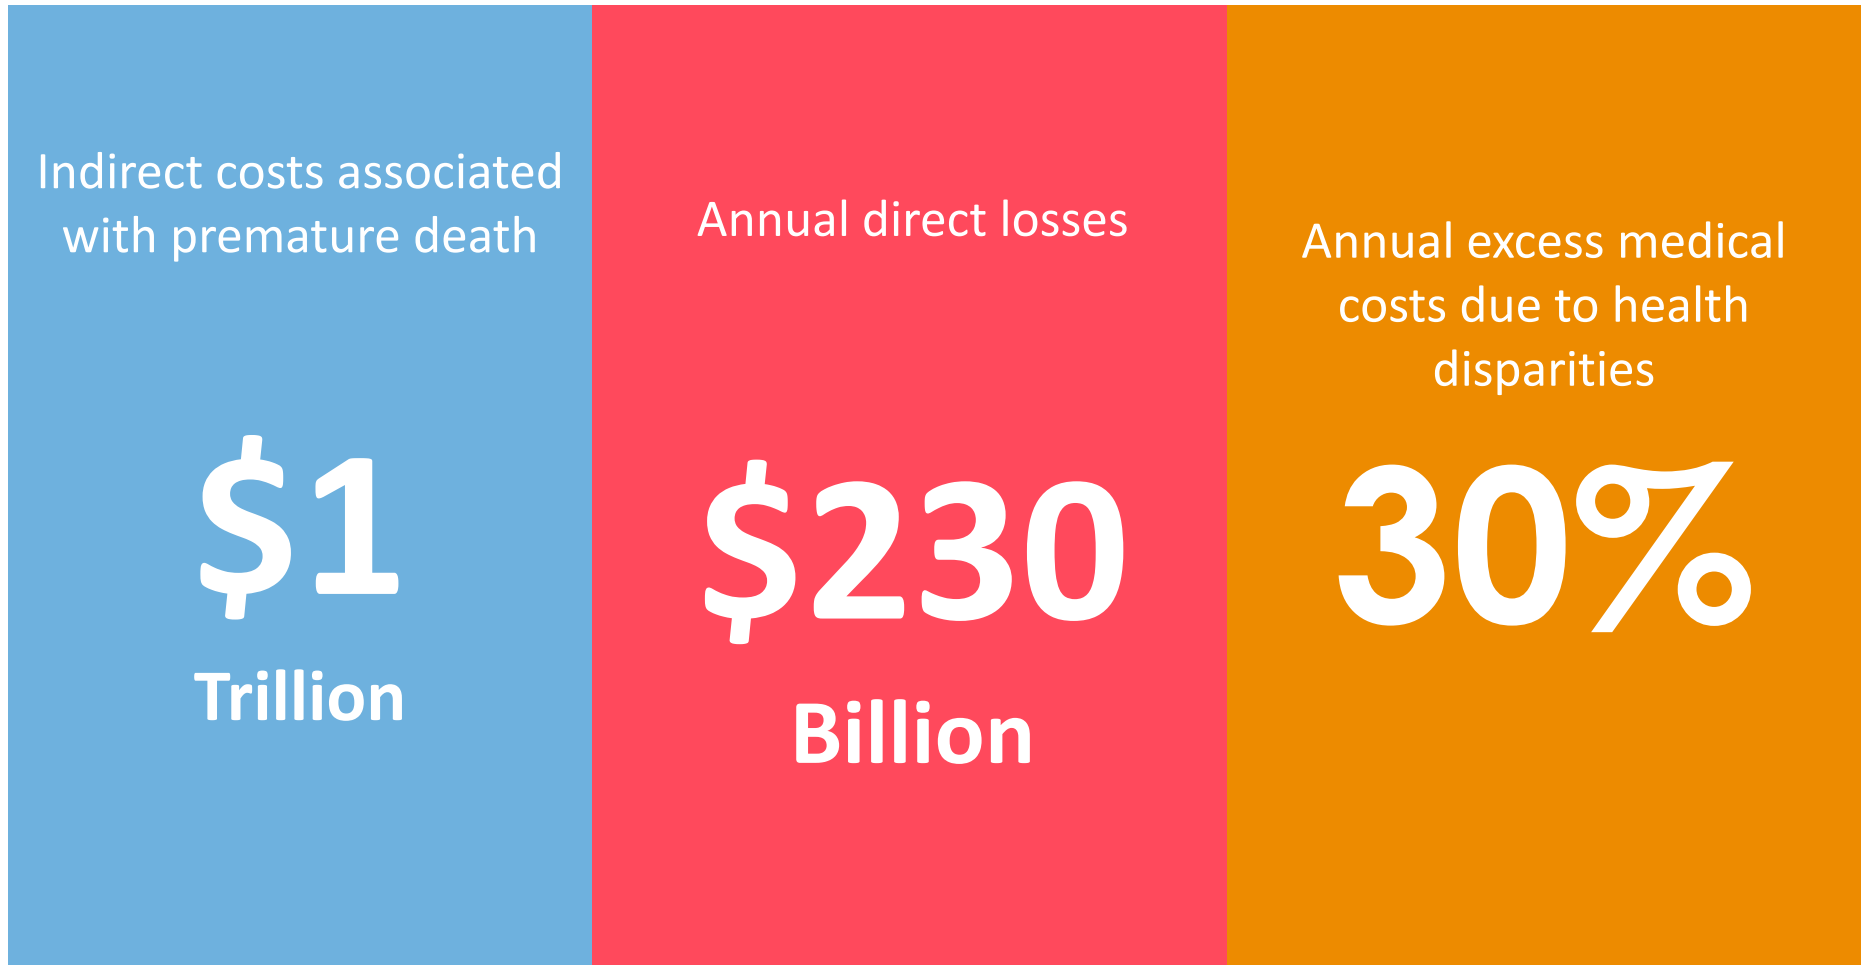 Indirect costs associated
with premature death
$1
Trillion
Annual direct losses
$230
Billion
Annual excess medical
costs due to health
disparities
30%